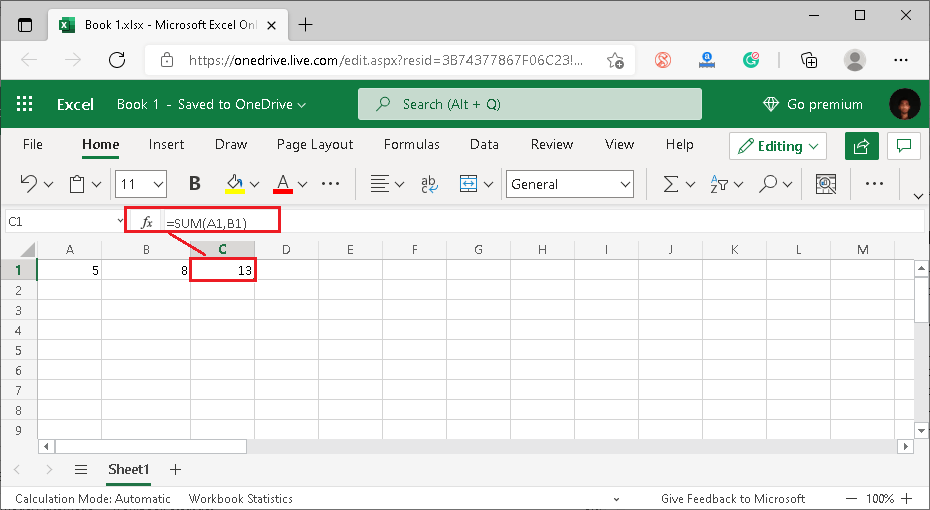 Book 1.xlsx - Microsoft Excel Onl
https://onedrive.live.com/edit.aspx?resid=3B74377867F06C23!...
Excel Book 1 - Saved to OneDrive Search (Alt + Q) Go premium
File Home Insert Draw Page Layout Formulas Data Review View Help Editing
11 B A ab c General Σ A Z
C1 fx =SUM(A1,B1)
A B C D E F G H I J K L M
1 5 8 13
2
3
4
5
6
7
8
9
Sheet1
Calculation Mode: Automatic Workbook Statistics Give Feedback to Microsoft 100%